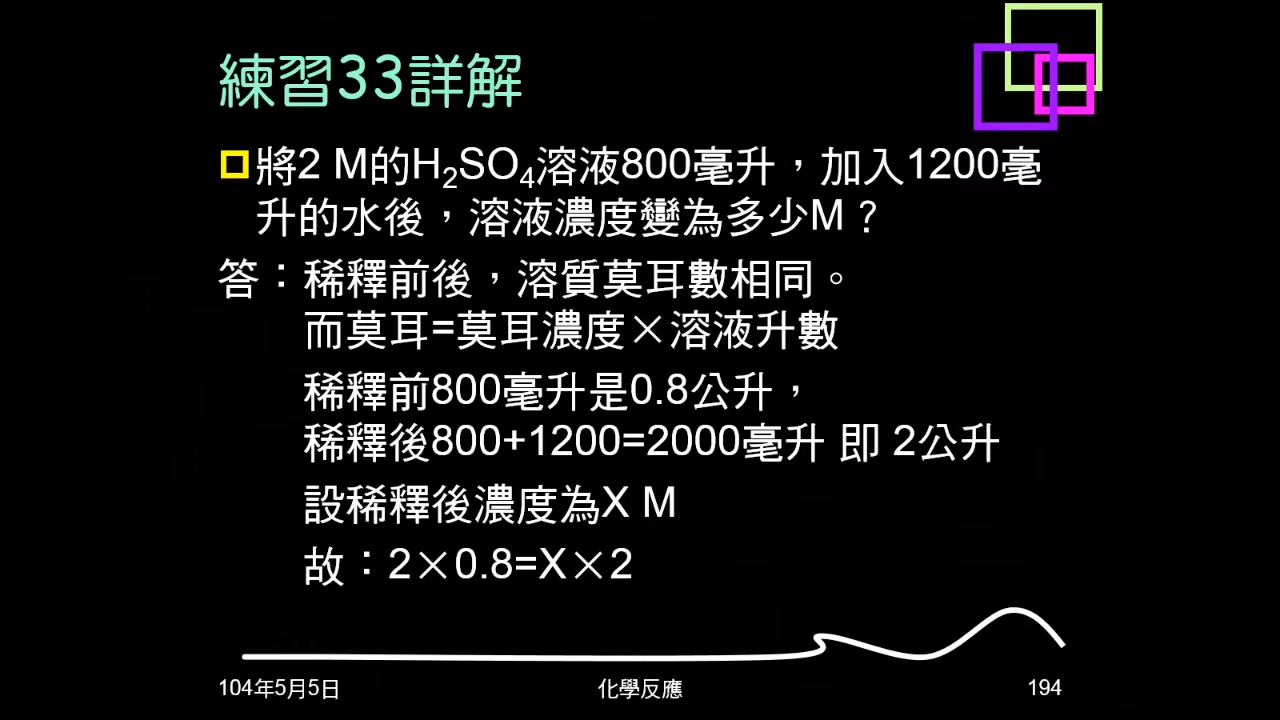 練習33詳解
將2 M的H₂SO₄溶液800毫升，加入1200毫
升的水後，溶液濃度變為多少M？
答：稀釋前後，溶質莫耳數相同。
而莫耳=莫耳濃度×溶液升數
稀釋前800毫升是0.8公升，
稀釋後800+1200=2000毫升 即 2公升
設稀釋後濃度為X M
故：2×0.8=X×2
104年5月5日 化學反應 194